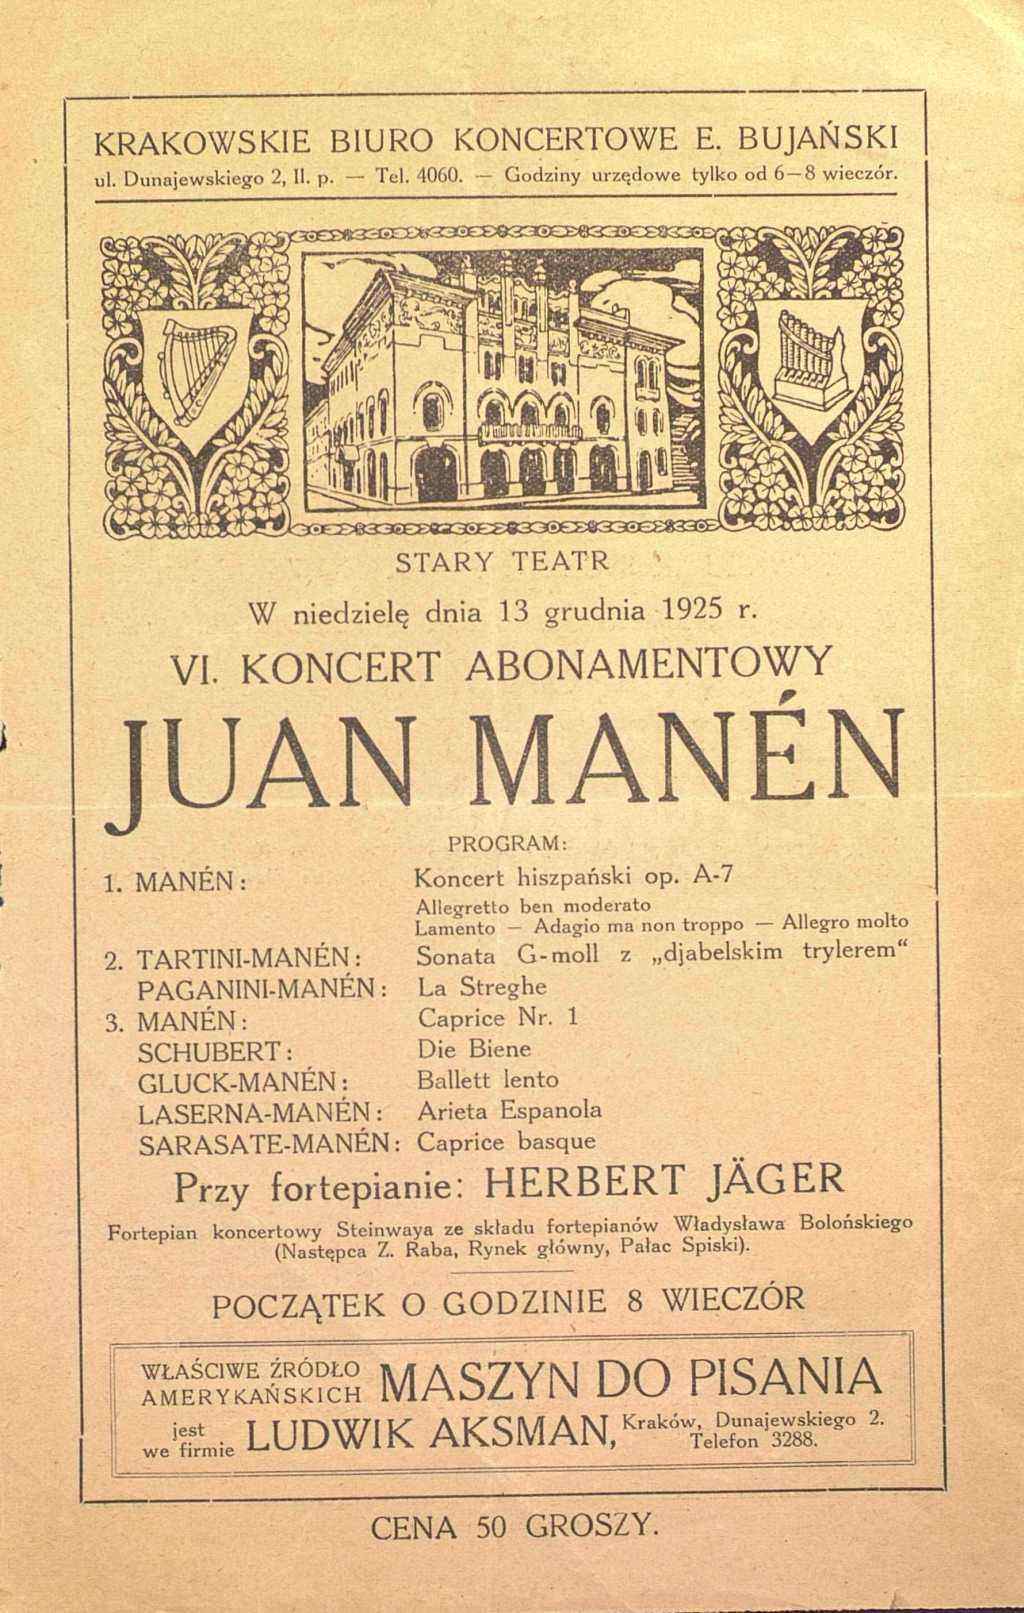 KRAKOWSKIE BIURO KONCERTOWE E. BUJAŃSKI
ul. Dunajewskiego 2, II. p. — Tel. 4060. — Godziny urzędowe tylko od 6—8 wieczór.
STARY TEATR
W niedzielę dnia 13 grudnia 1925 r.
VI. KONCERT ABONAMENTOWY
JUAN MANÉN
PROGRAM:
1. MANÉN: Koncert hiszpański op. A-7
Allegretto ben moderato
Lamento — Adagio ma non troppo — Allegro molto
2. TARTINI-MANÉN: Sonata G-moll z „djabelskim trylerem“
PAGANINI-MANÉN: La Streghe
3. MANÉN: Caprice Nr. 1
SCHUBERT: Die Biene
GLUCK-MANÉN: Ballett lento
LASERNA-MANÉN: Arieta Espanola
SARASATE-MANÉN: Caprice basque
Przy fortepianie: HERBERT JÄGER
Fortepian koncertowy Steinwaya ze składu fortepianów Władysława Bolońskiego
(Następca Z. Raba, Rynek główny, Pałac Spiski).
POCZĄTEK O GODZINIE 8 WIECZÓR
WŁAŚCIWE ŹRÓDŁO
AMERYKAŃSKICH MASZYN DO PISANIA
jest
we firmie LUDWIK AKSMAN, Kraków, Dunajewskiego 2.
Telefon 3288.
CENA 50 GROSZY.